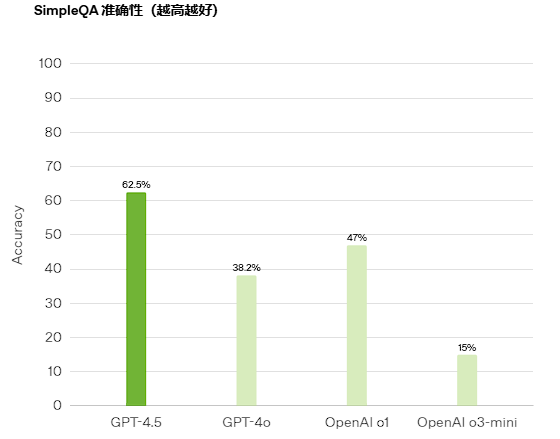 SimpleQA 准确性（越高越好）
100
90
80
70
60
50
40
30
20
10
0
Accuracy
62.5%
38.2%
47%
15%
GPT-4.5
GPT-4o
OpenAI o1
OpenAI o3-mini